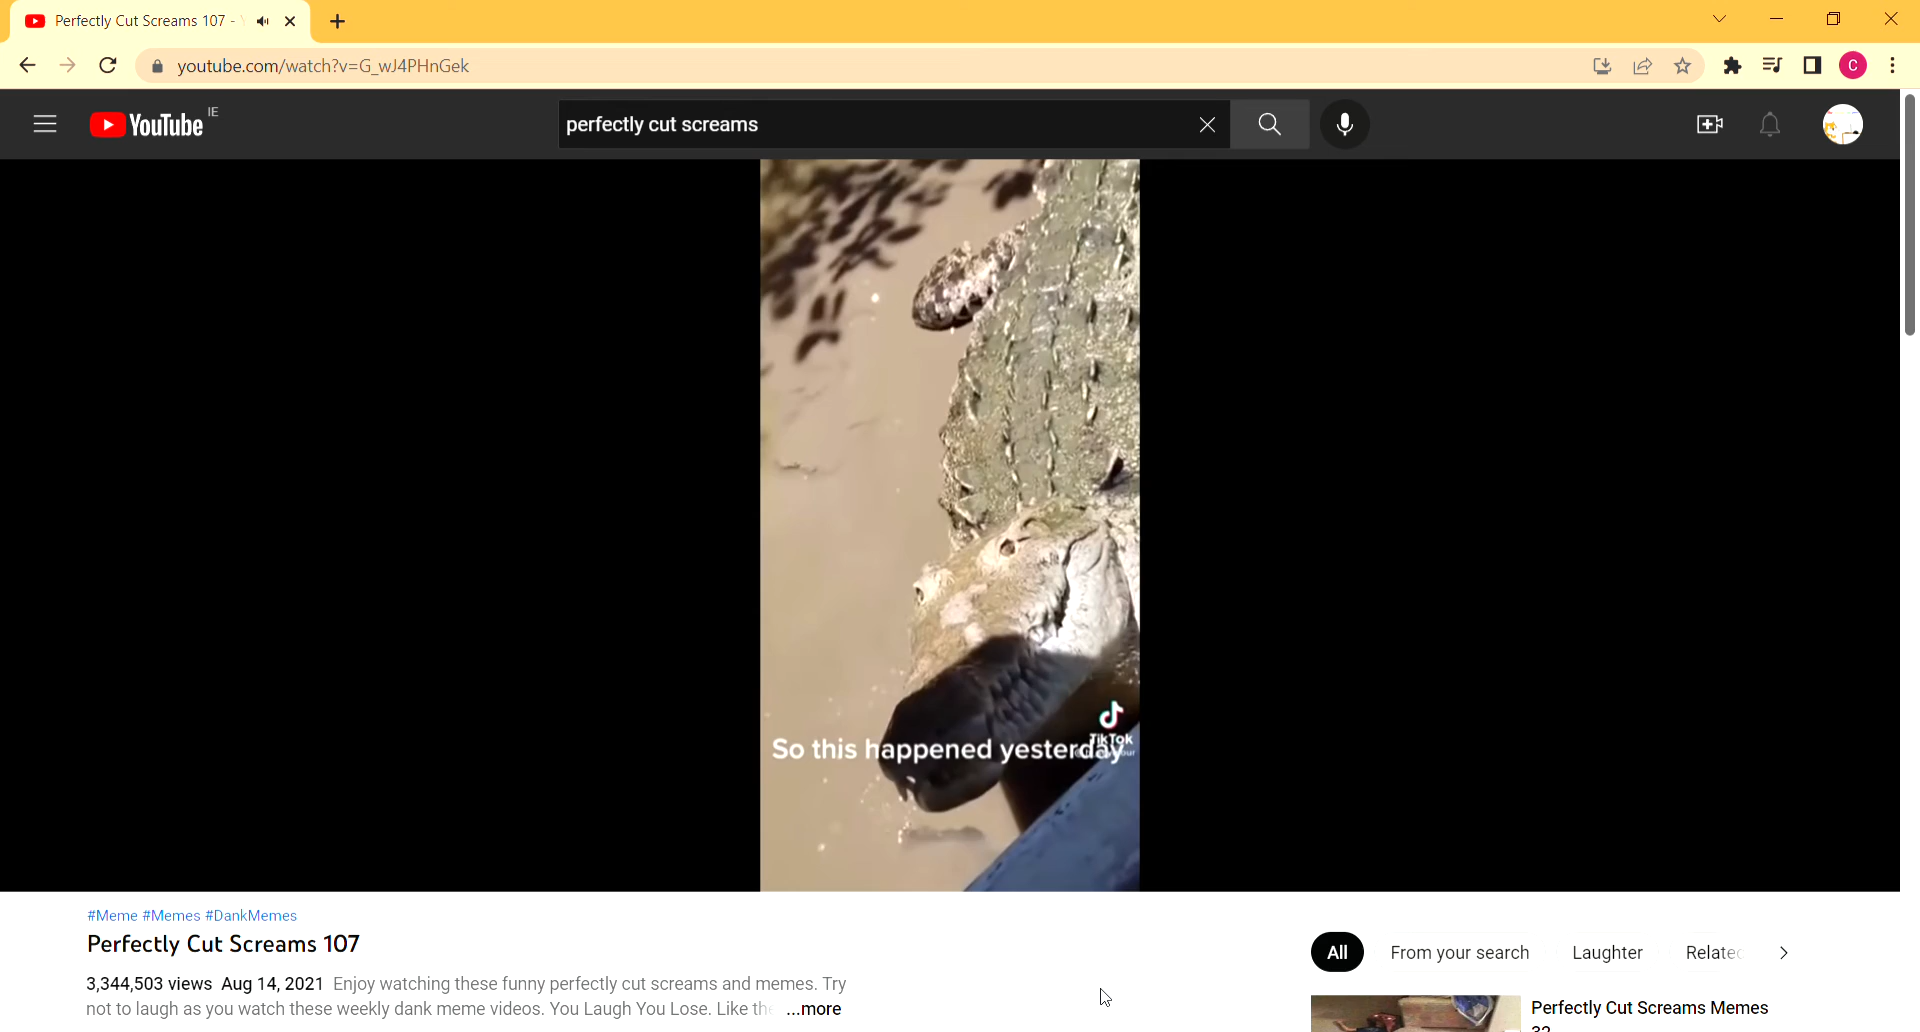 Perfectly Cut Screams 107 -
youtube.com/watch?v=G_wJ4PHnGek
C
YouTube IE
perfectly cut screams
TikTok
So this happened yesterday
#Meme #Memes #DankMemes
Perfectly Cut Screams 107
3,344,503 views Aug 14, 2021 Enjoy watching these funny perfectly cut screams and memes. Try
not to laugh as you watch these weekly dank meme videos. You Laugh You Lose. Like the ...more
All From your search Laughter Related
Perfectly Cut Screams Memes
32